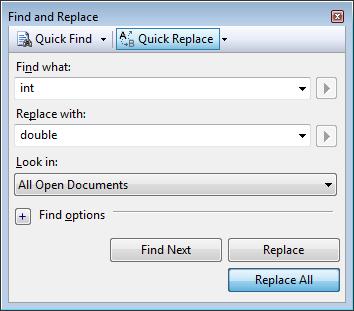 Find and Replace
Quick Find Quick Replace
Find what:
int
Replace with:
double
Look in:
All Open Documents
+ Find options
Find Next Replace
Replace All